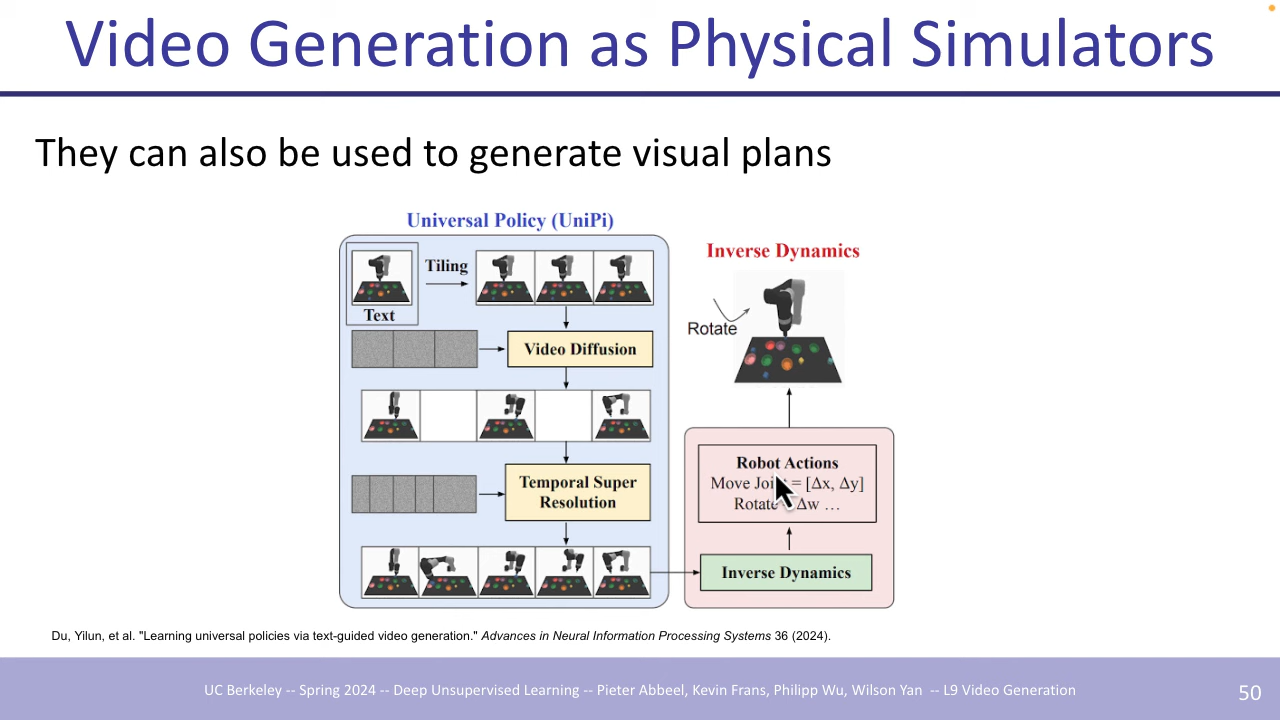 Video Generation as Physical Simulators
They can also be used to generate visual plans
Universal Policy (UniPi)
Tiling
Text
Video Diffusion
Temporal Super
Resolution
Inverse Dynamics
Rotate
Robot Actions
Move = [Δx, Δy]
Rotate Δw …
Inverse Dynamics
Du, Yilun, et al. "Learning universal policies via text-guided video generation." Advances in Neural Information Processing Systems 36 (2024).
UC Berkeley -- Spring 2024 -- Deep Unsupervised Learning -- Pieter Abbeel, Kevin Frans, Philipp Wu, Wilson Yan -- L9 Video Generation
50